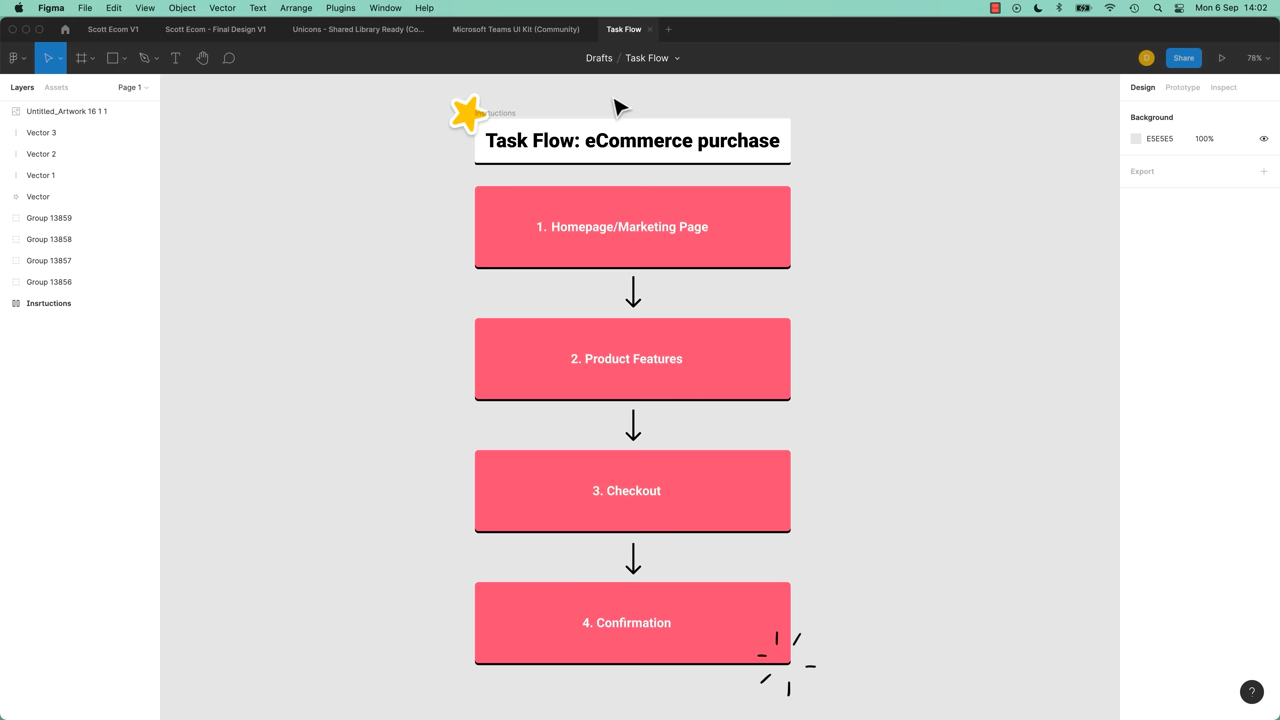 Figma File Edit View Object Vector Text Arrange Plugins Window Help Sun 6 Mar 14:02
Scott Ecom V1 Scott Ecom - Final Design V1 Unicons - Shared Library Ready (Co... Microsoft Teams UI Kit (Community) Task Flow
Drafts / Task Flow D Share 78%
Layers Assets Page 1 Design Prototype Inspect
Untitled_Artwork 16 1 1
Vector 3
Vector 2
Vector 1
Vector
Group 13859
Group 13858
Group 13857
Group 13856
Insrtuctions
Task Flow: eCommerce purchase
1. Homepage/Marketing Page
2. Product Features
3. Checkout
4. Confirmation
Background
E5E5E5 100%
Export
?